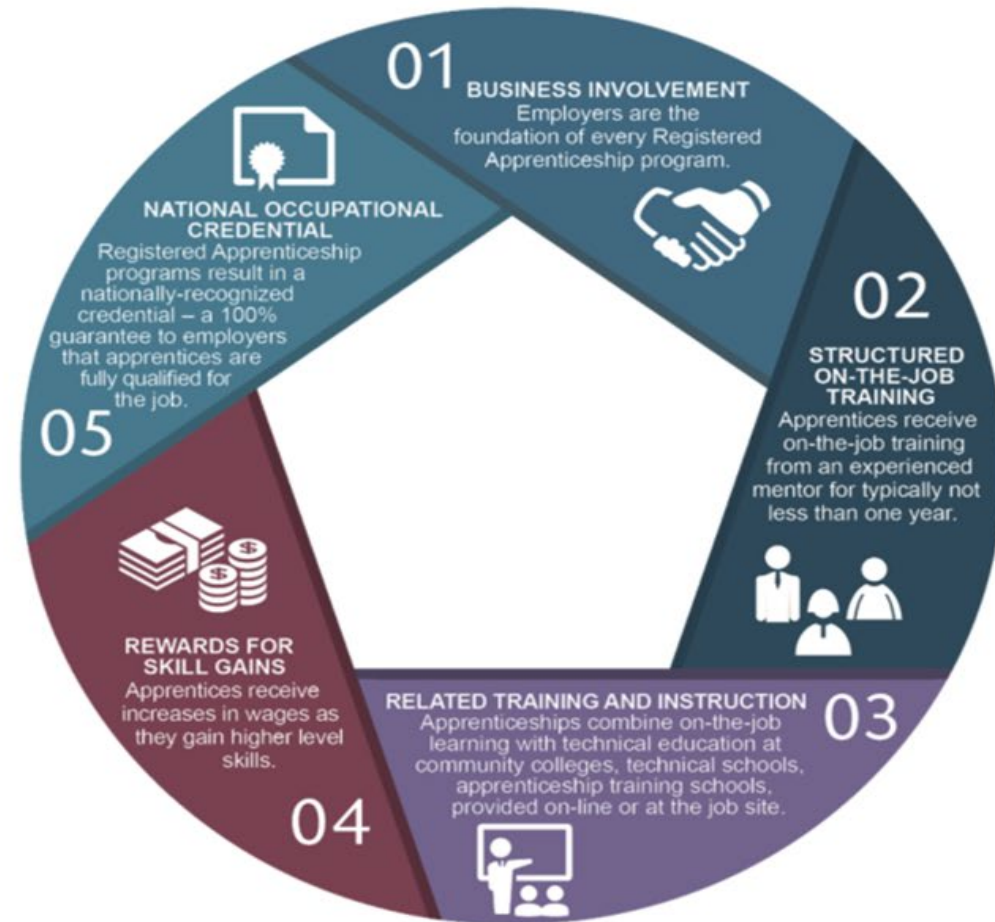 01
BUSINESS INVOLVEMENT
Employers are the
foundation of every Registered
Apprenticeship program.
02
STRUCTURED
ON-THE-JOB
TRAINING
Apprentices receive
on-the-job training
from an experienced
mentor for typically not
less than one year.
03
RELATED TRAINING AND INSTRUCTION
Apprenticeships combine on-the-job
learning with technical education at
community colleges, technical schools,
apprenticeship training schools,
provided on-line or at the job site.
04
REWARDS FOR
SKILL GAINS
Apprentices receive
increases in wages as
they gain higher level
skills.
$
$
05
NATIONAL OCCUPATIONAL
CREDENTIAL
Registered Apprenticeship
programs result in a
nationally-recognized
credential – a 100%
guarantee to employers
that apprentices are
fully qualified for
the job.